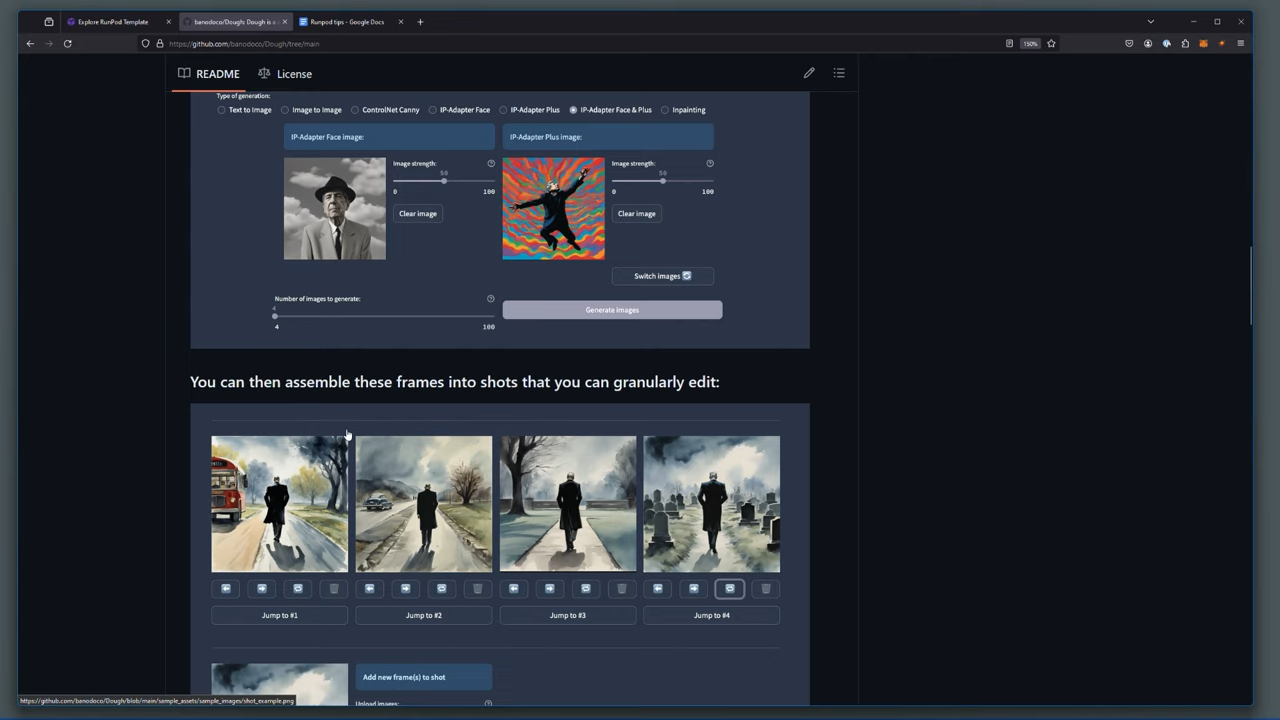 Explore RunPod Template
banodoco/Dough: Dough is a
Runpod tips - Google Docs
https://github.com/banodoco/Dough/tree/main
150%
README
License
Type of generation:
Text to Image
Image to Image
ControlNet Canny
IP-Adapter Face
IP-Adapter Plus
IP-Adapter Face & Plus
Inpainting
IP-Adapter Face image:
IP-Adapter Plus image:
Image strength:
50
0
100
Clear image
Image strength:
50
0
100
Clear image
Switch images
Number of images to generate:
4
4
100
Generate images
You can then assemble these frames into shots that you can granularly edit:
Jump to #1
Jump to #2
Jump to #3
Jump to #4
Add new frame(s) to shot
Upload images:
https://github.com/banodoco/Dough/blob/main/sample_assets/sample_images/shot_example.png